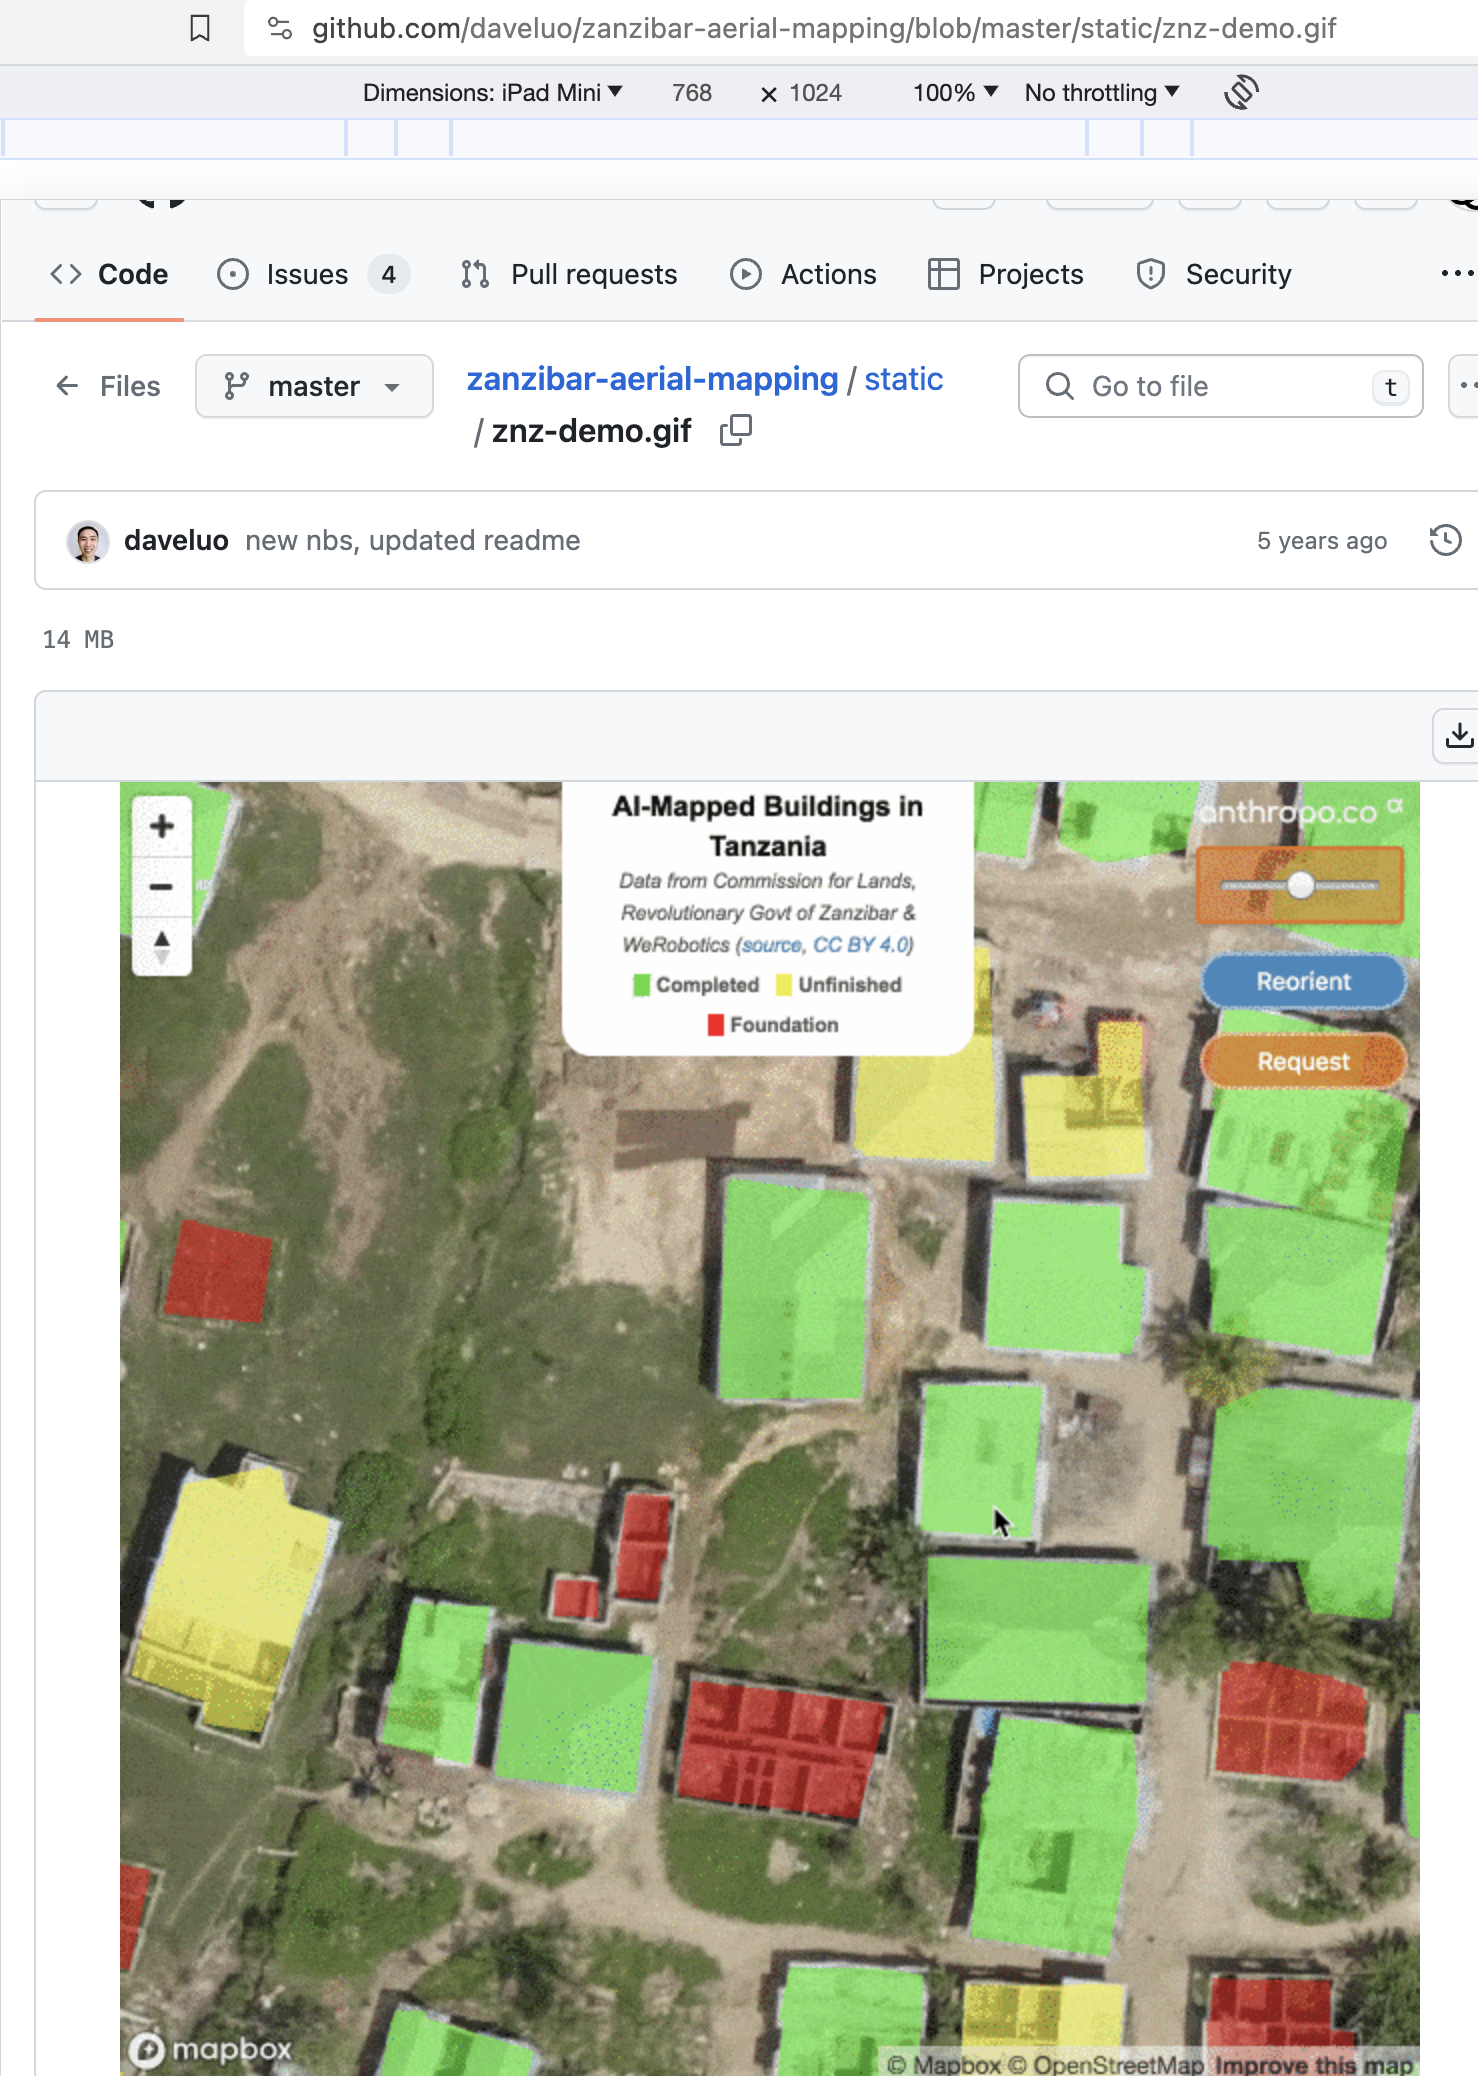 github.com/daveluo/zanzibar-aerial-mapping/blob/master/static/znz-demo.gif
Dimensions: iPad Mini 768 × 1024 100% No throttling
Code Issues 4 Pull requests Actions Projects Security
Files master zanzibar-aerial-mapping / static
/ znz-demo.gif
Go to file t
daveluo new nbs, updated readme 5 years ago
14 MB
AI-Mapped Buildings in
Tanzania
Data from Commission for Lands,
Revolutionary Govt of Zanzibar &
WeRobotics (source, CC BY 4.0)
Completed Unfinished
Foundation
anthropo.co α
Reorient
Request
mapbox
© Mapbox © OpenStreetMap Improve this map